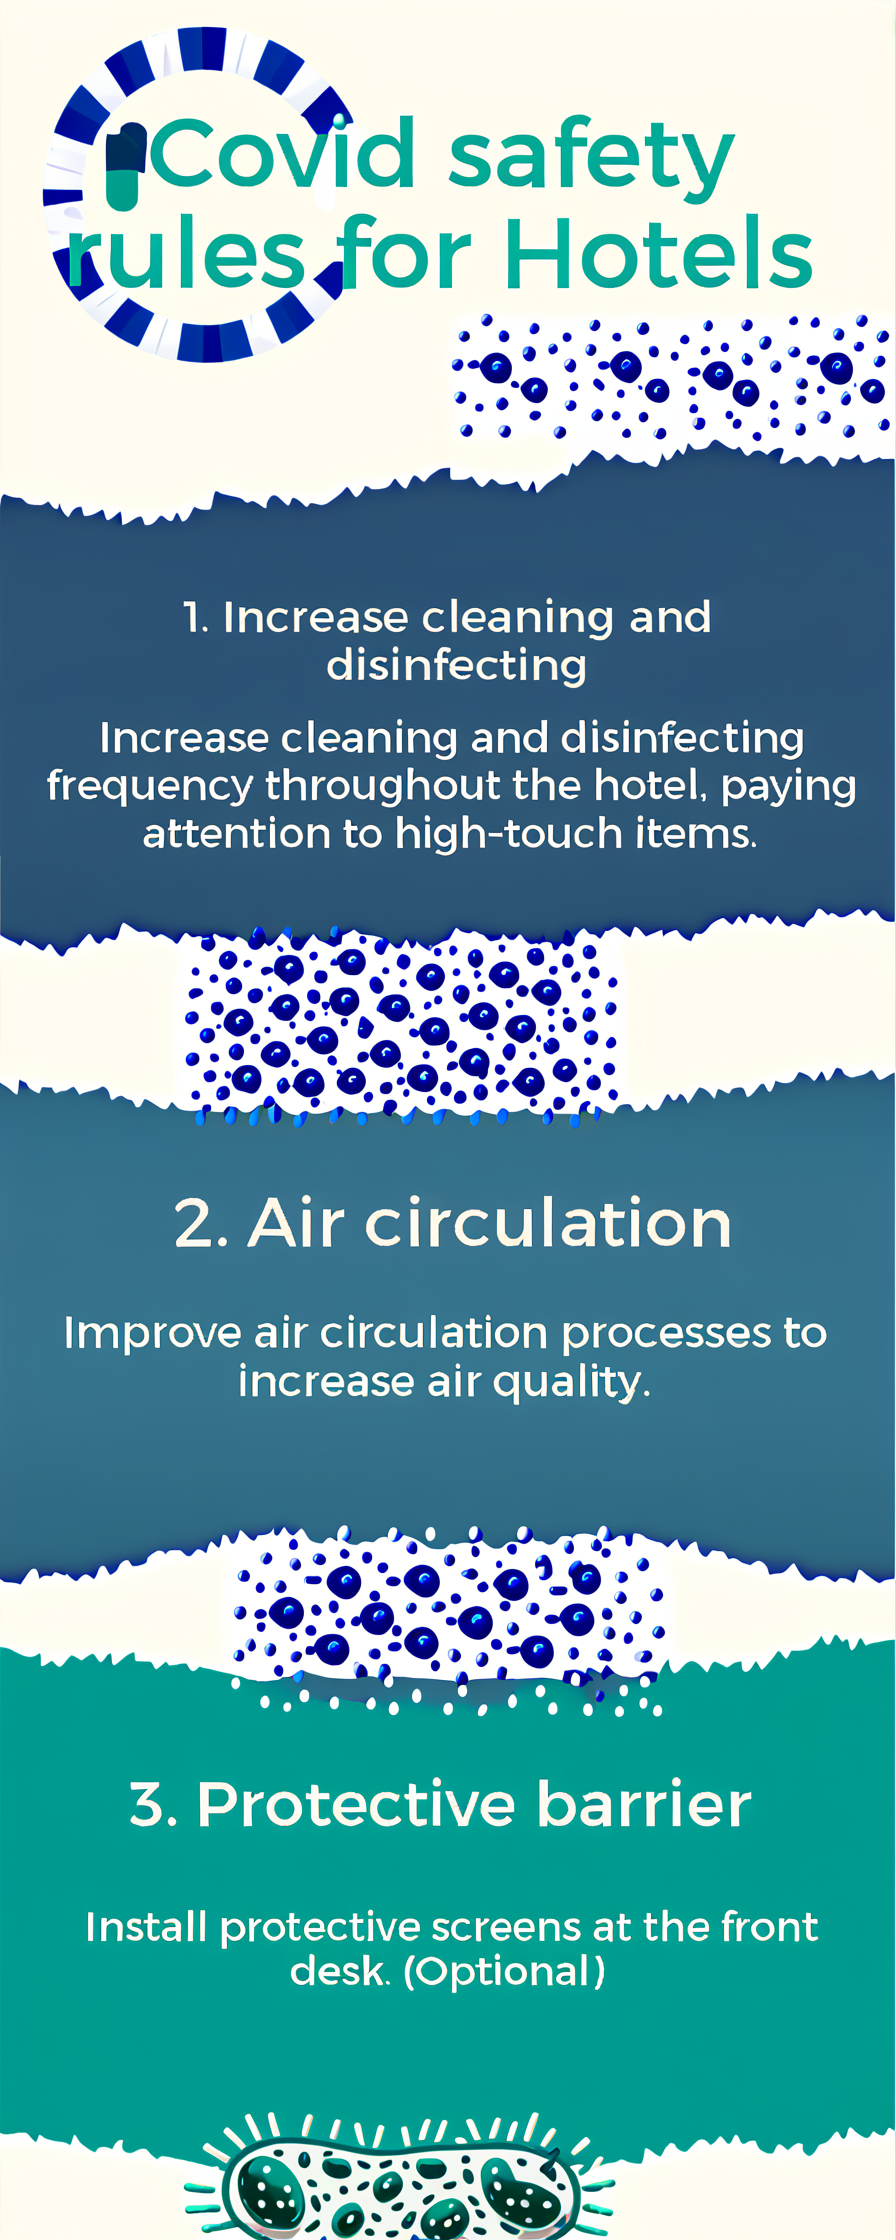 Covid safety
rules for Hotels
1. Increase cleaning and
disinfecting
Increase cleaning and disinfecting
frequency throughout the hotel, paying
attention to high-touch items.
2. Air circulation
Improve air circulation processes to
increase air quality.
3. Protective barrier
Install protective screens at the front
desk. (Optional)